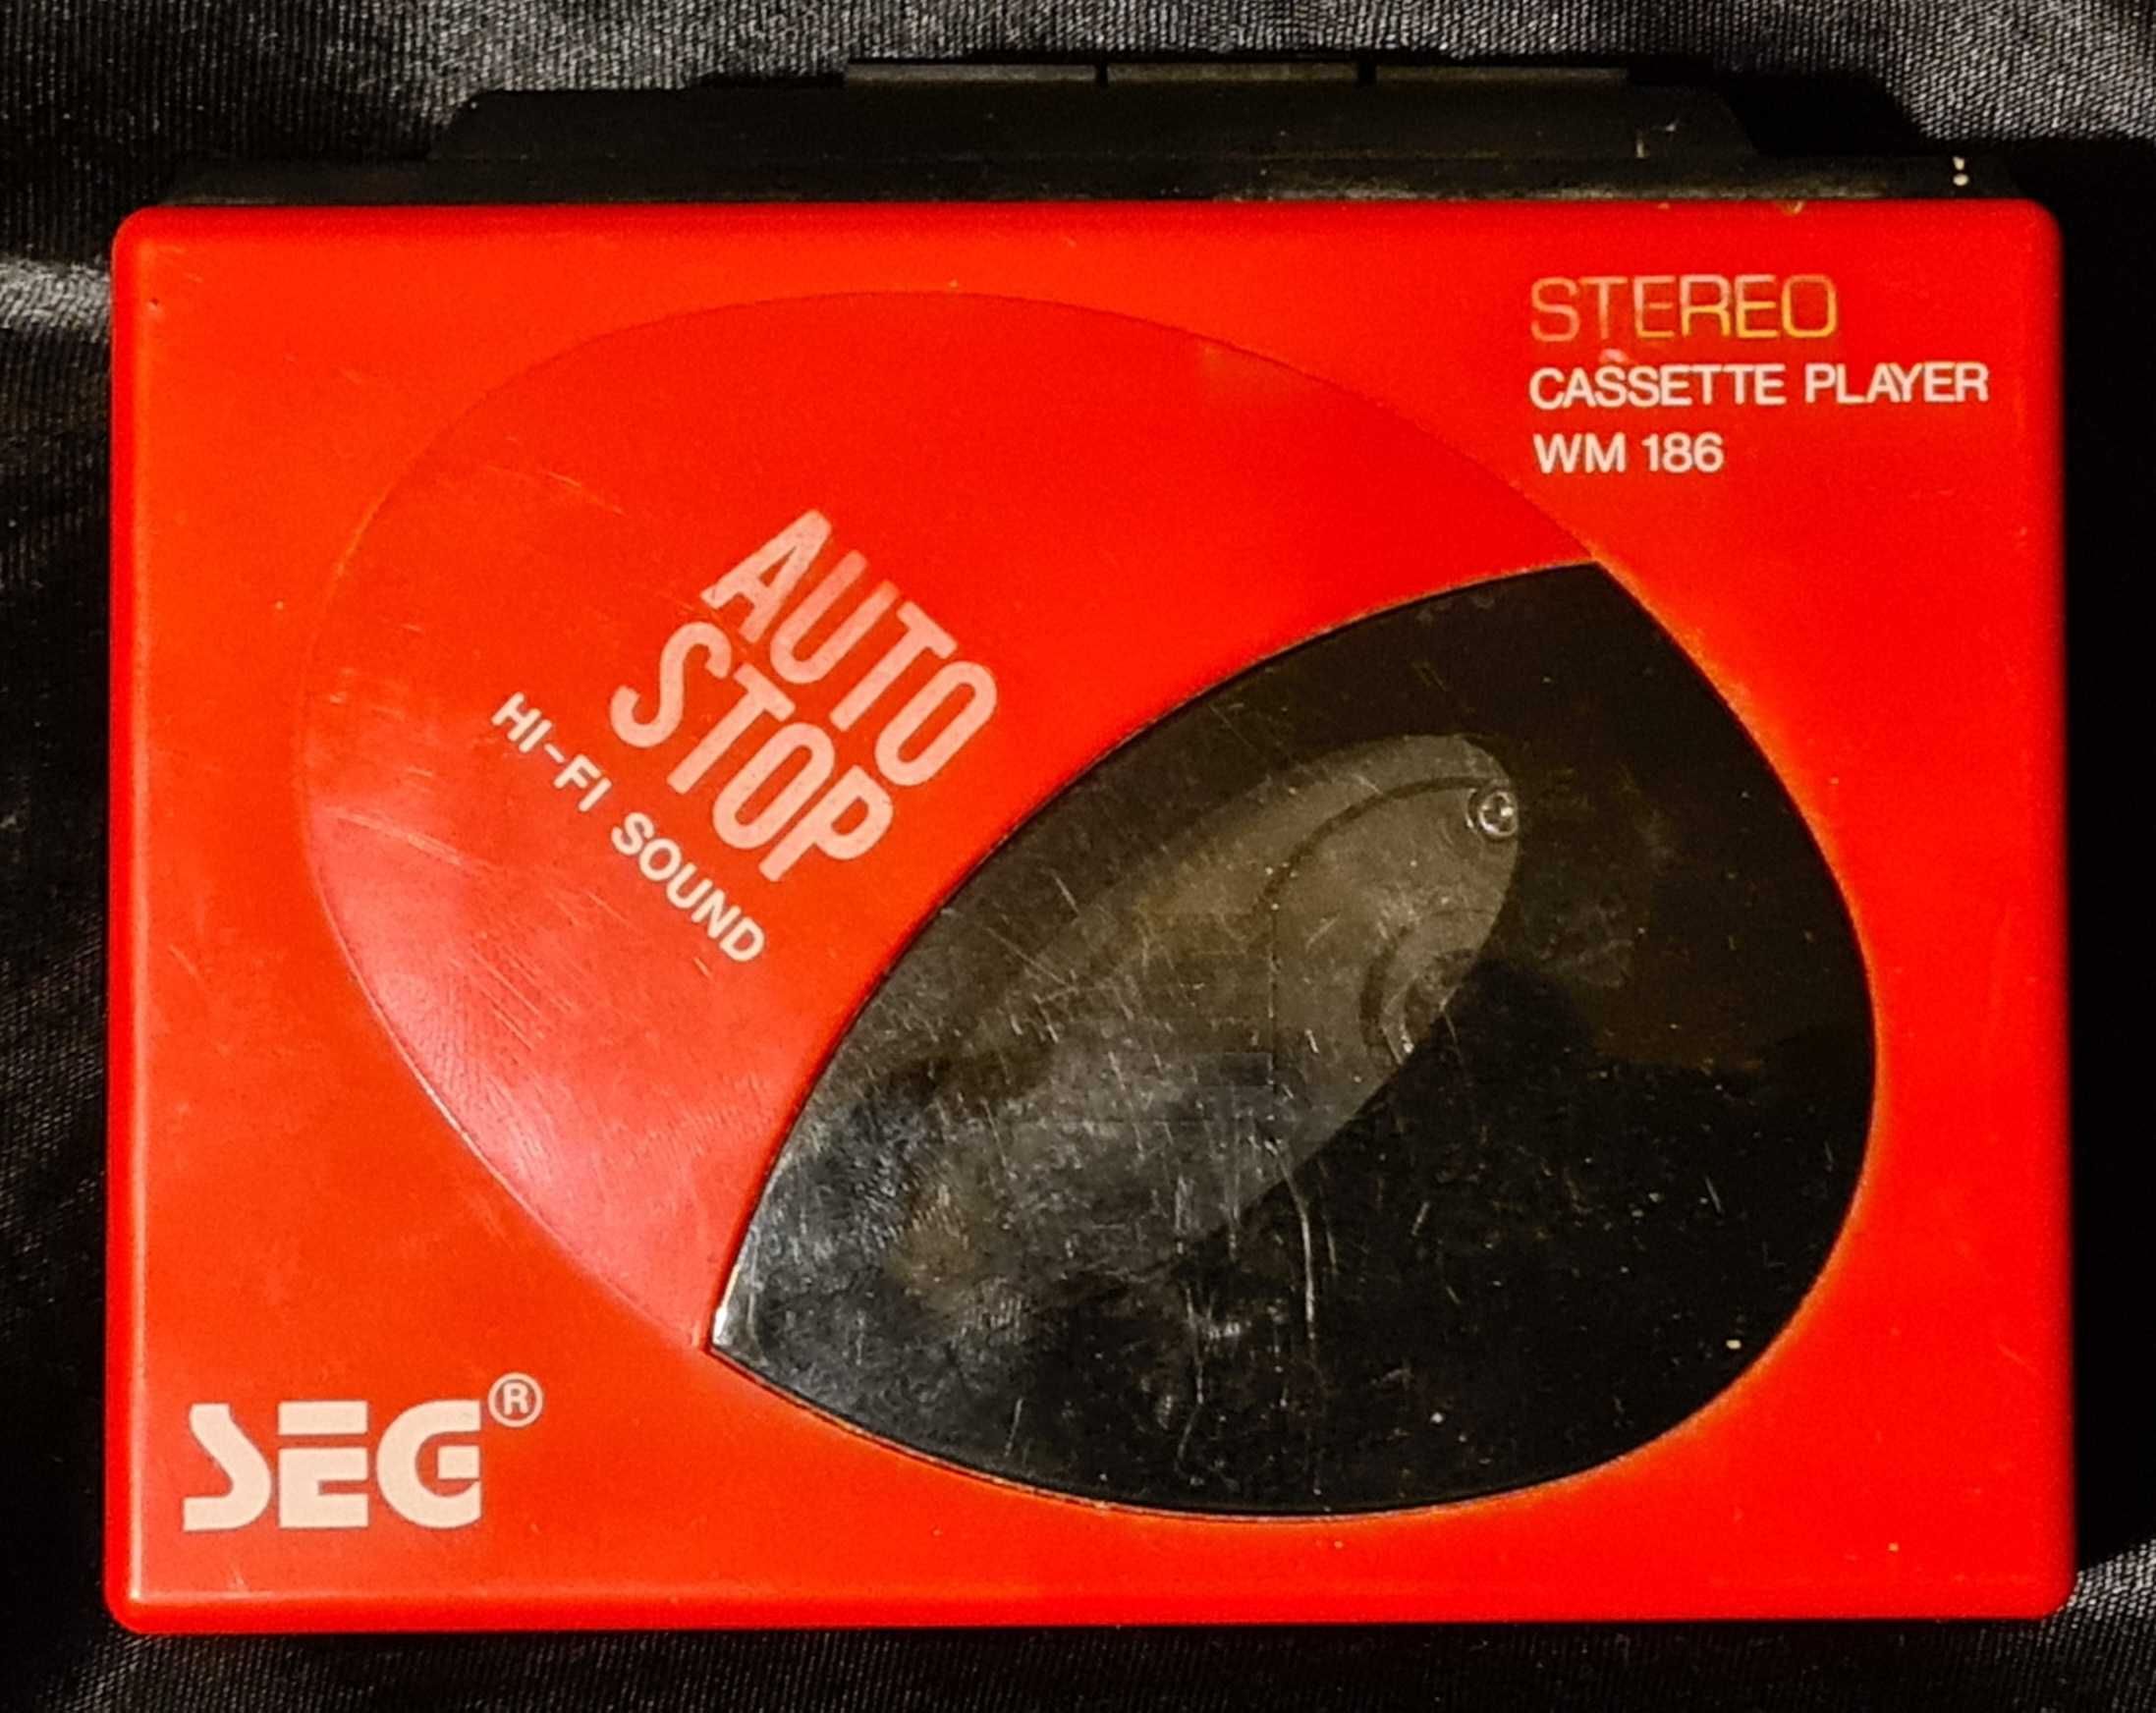 STEREO
CASSETTE PLAYER
WM 186
AUTO
STOP
HI-FI SOUND
SEG®